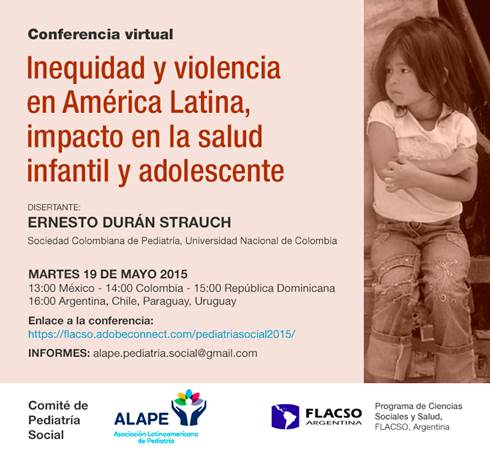 Conferencia virtual
Inequidad y violencia
en América Latina,
impacto en la salud
infantil y adolescente
DISERTANTE:
ERNESTO DURÁN STRAUCH
Sociedad Colombiana de Pediatría, Universidad Nacional de Colombia
MARTES 19 DE MAYO 2015
13:00 México - 14:00 Colombia - 15:00 República Dominicana
16:00 Argentina, Chile, Paraguay, Uruguay
Enlace a la conferencia:
https://flacso.adobeconnect.com/pediatriasocial2015/
INFORMES: alape.pediatria.social@gmail.com
Comité de
Pediatría
Social
ALAPE
Asociación Latinoamericana
de Pediatría
FLACSO
ARGENTINA
Programa de Ciencias
Sociales y Salud,
FLACSO, Argentina